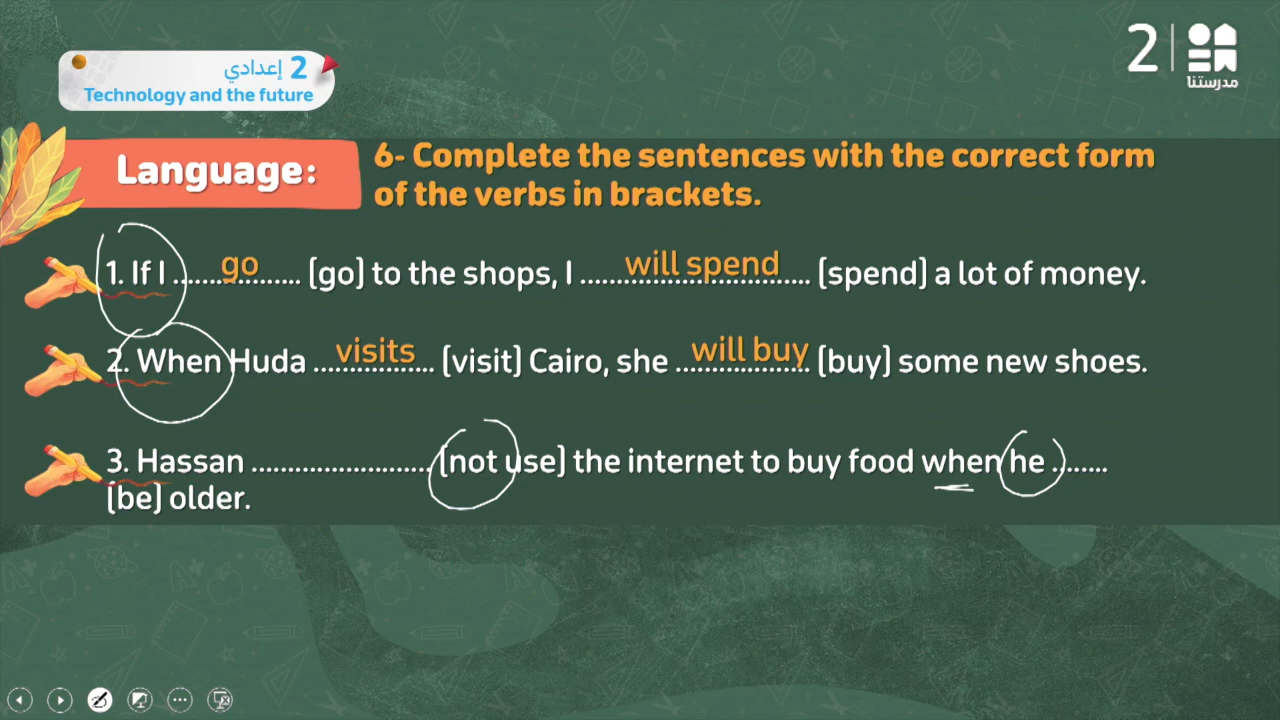 2 إعدادي
Technology and the future
2
مدرستنا
Language:
6- Complete the sentences with the correct form
of the verbs in brackets.
1. If I ....go.... (go) to the shops, I ....will spend.... (spend) a lot of money.
2. When Huda ....visits.... (visit) Cairo, she ....will buy.... (buy) some new shoes.
3. Hassan ......................... (not use) the internet to buy food when he ........
(be) older.